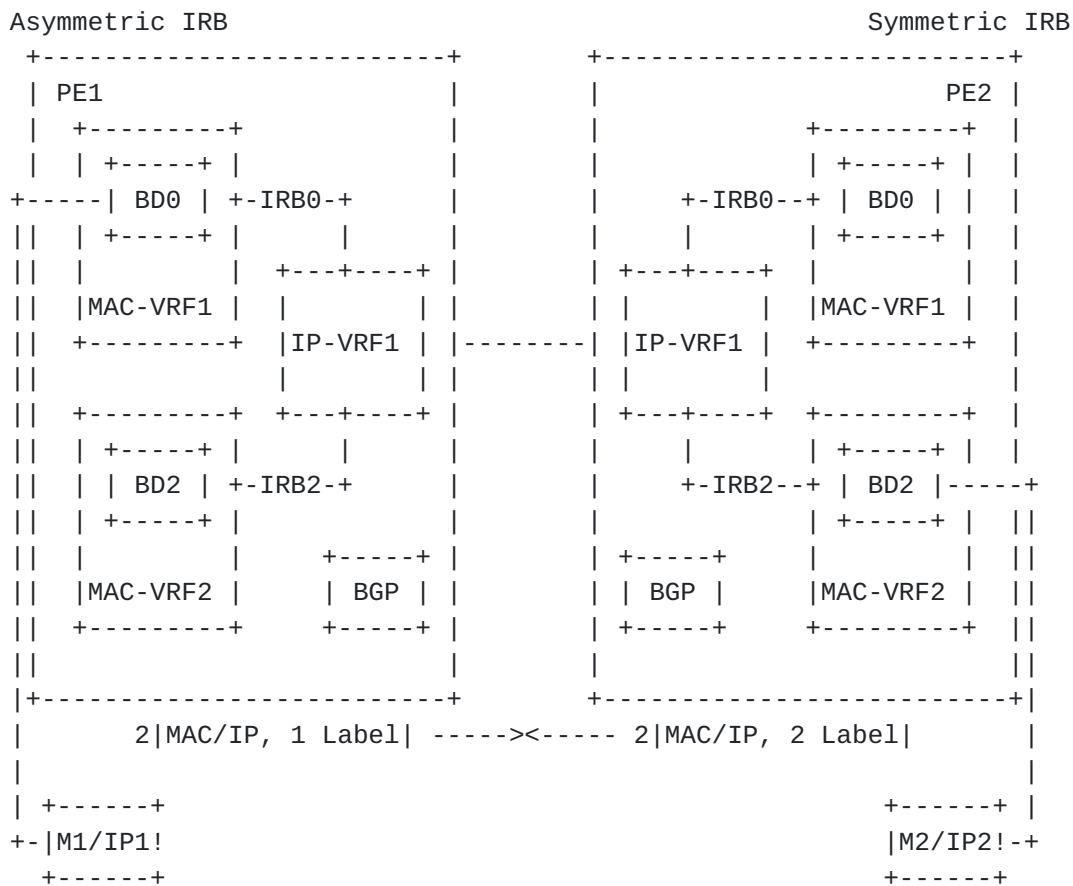 Asymmetric IRB Symmetric IRB
+--------------------------+ +--------------------------+
| PE1 | | PE2 |
| +---------+ | | +---------+ |
| | +-----+ | | | | +-----+ | |
+-----| BD0 | +-IRB0-+ | | +-IRB0--+ | BD0 | | |
|| | +-----+ | | | | | | +-----+ | |
|| | | +---+----+ | | +---+----+ | | |
|| |MAC-VRF1 | | | | | | | |MAC-VRF1 | |
|| +---------+ |IP-VRF1 | |--------| |IP-VRF1 | +---------+ |
|| | | | | | | |
|| +---------+ +---+----+ | | +---+----+ +---------+ |
|| | +-----+ | | | | | | +-----+ | |
|| | | BD2 | +-IRB2-+ | | +-IRB2--+ | BD2 |-----+
|| | +-----+ | | | | +-----+ | ||
|| | | +-----+ | | +-----+ | | ||
|| |MAC-VRF2 | | BGP | | | | BGP | |MAC-VRF2 | ||
|| +---------+ +-----+ | | +-----+ +---------+ ||
|| | | ||
|+--------------------------+ +--------------------------+|
| 2|MAC/IP, 1 Label| -----><----- 2|MAC/IP, 2 Label| |
| |
| +------+ +------+ |
+-|M1/IP1! |M2/IP2!-+
+------+ +------+